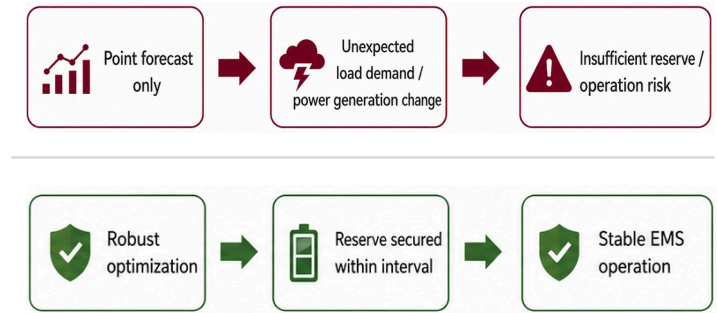 Point forecast
only
Unexpected
load demand /
power generation change
Insufficient reserve /
operation risk
Robust
optimization
Reserve secured
within interval
Stable EMS
operation